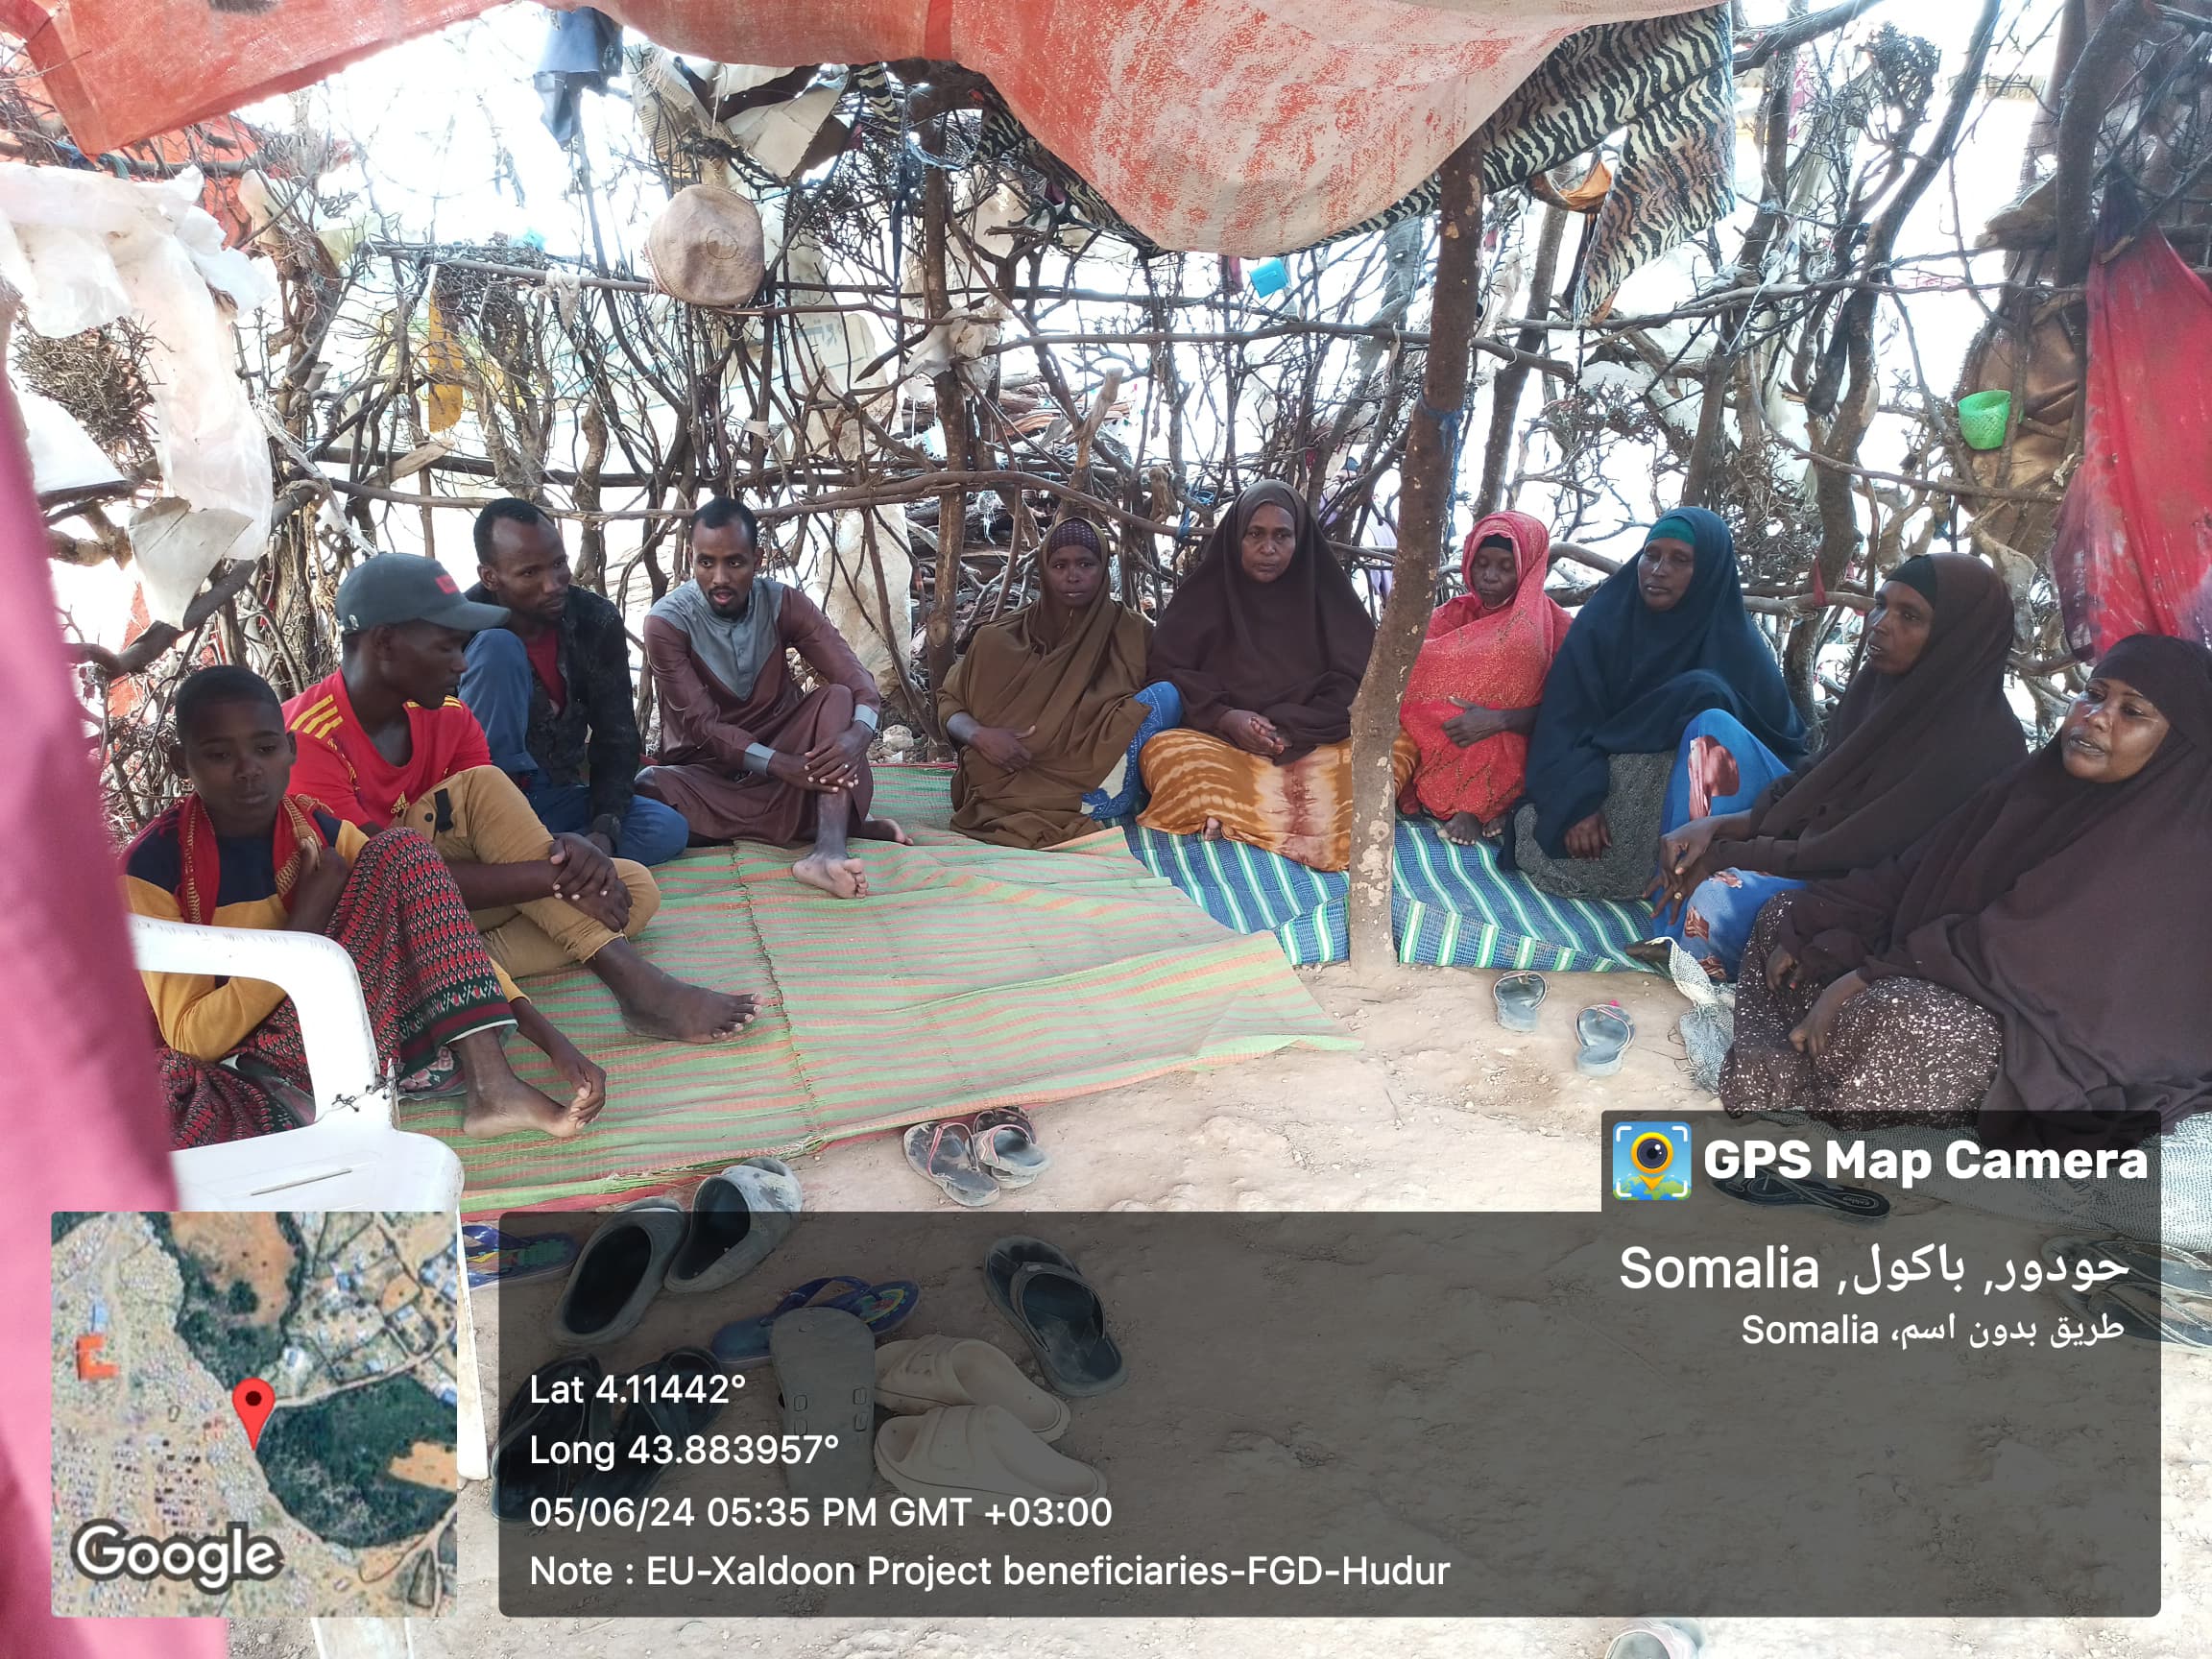 GPS Map Camera
حودور, باكول, Somalia
طريق بدون اسم، Somalia
Lat 4.11442°
Long 43.883957°
05/06/24 05:35 PM GMT +03:00
Note : EU-Xaldoon Project beneficiaries-FGD-Hudur
Google